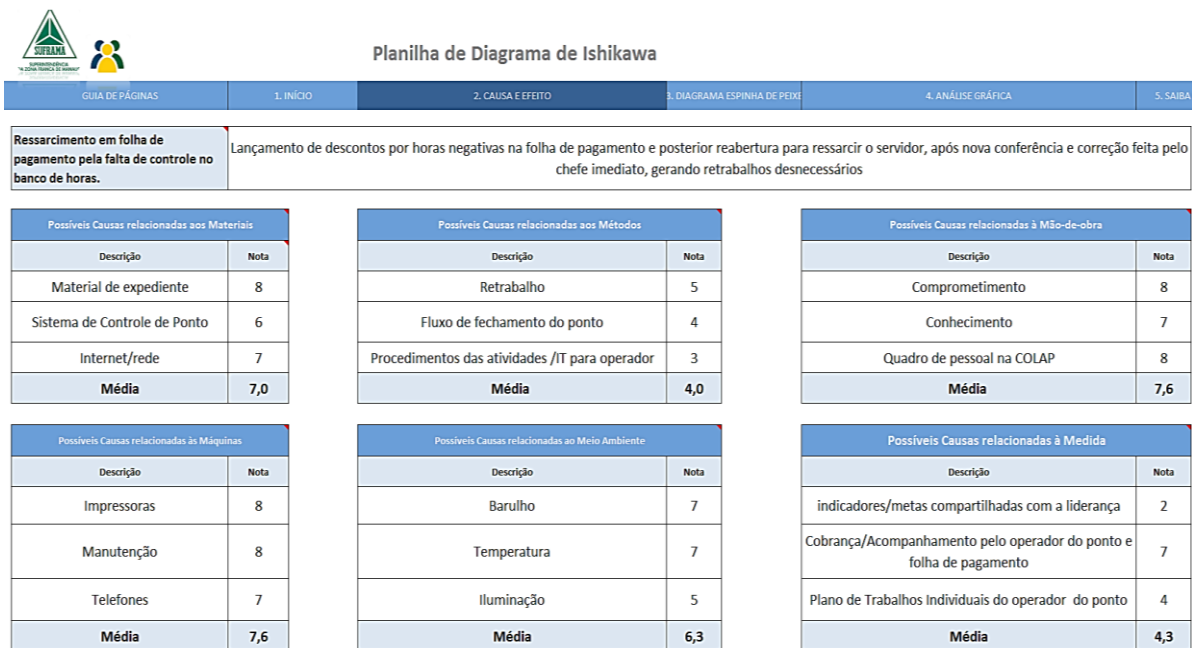 SUFRAMA
SUPERINTENDÊNCIA
Planilha de Diagrama de Ishikawa
GUIA DE PÁGINAS 1. INÍCIO 2. CAUSA E EFEITO 3. DIAGRAMA ESPINHA DE PEIXE 4. ANÁLISE GRÁFICA 5. SAIBA
Ressarcimento em folha de
pagamento pela falta de controle no
banco de horas.
Lançamento de descontos por horas negativas na folha de pagamento e posterior reabertura para ressarcir o servidor, após nova conferência e correção feita pelo
chefe imediato, gerando retrabalhos desnecessários
Possíveis Causas relacionadas aos Materiais
Descrição Nota
Material de expediente 8
Sistema de Controle de Ponto 6
Internet/rede 7
Média 7,0
Possíveis Causas relacionadas aos Métodos
Descrição Nota
Retrabalho 5
Fluxo de fechamento do ponto 4
Procedimentos das atividades /IT para operador 3
Média 4,0
Possíveis Causas relacionadas à Mão-de-obra
Descrição Nota
Comprometimento 8
Conhecimento 7
Quadro de pessoal na COLAP 8
Média 7,6
Possíveis Causas relacionadas às Máquinas
Descrição Nota
Impressoras 8
Manutenção 8
Telefones 7
Média 7,6
Possíveis Causas relacionadas ao Meio Ambiente
Descrição Nota
Barulho 7
Temperatura 7
Iluminação 5
Média 6,3
Possíveis Causas relacionadas à Medida
Descrição Nota
indicadores/metas compartilhadas com a liderança 2
Cobrança/Acompanhamento pelo operador do ponto e
folha de pagamento 7
Plano de Trabalhos Individuais do operador do ponto 4
Média 4,3